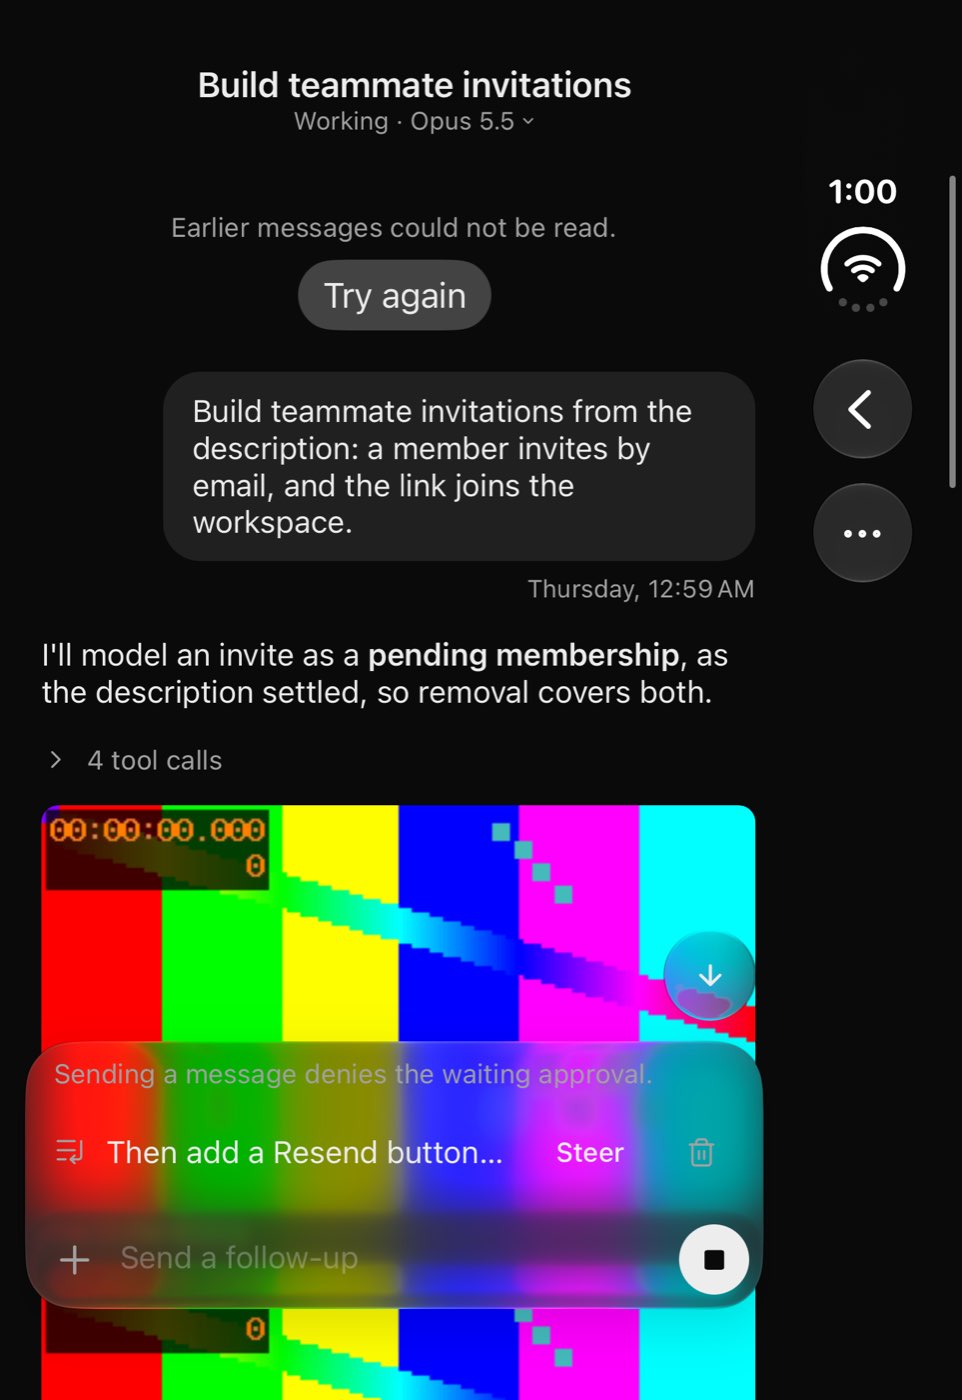 Build teammate invitations
Working · Opus 5.5
1:00
Earlier messages could not be read.
Try again
Build teammate invitations from the
description: a member invites by
email, and the link joins the
workspace.
Thursday, 12:59 AM
I'll model an invite as a pending membership, as
the description settled, so removal covers both.
4 tool calls
00:00:00.000
0
Sending a message denies the waiting approval.
Then add a Resend button...
Steer
Send a follow-up
0